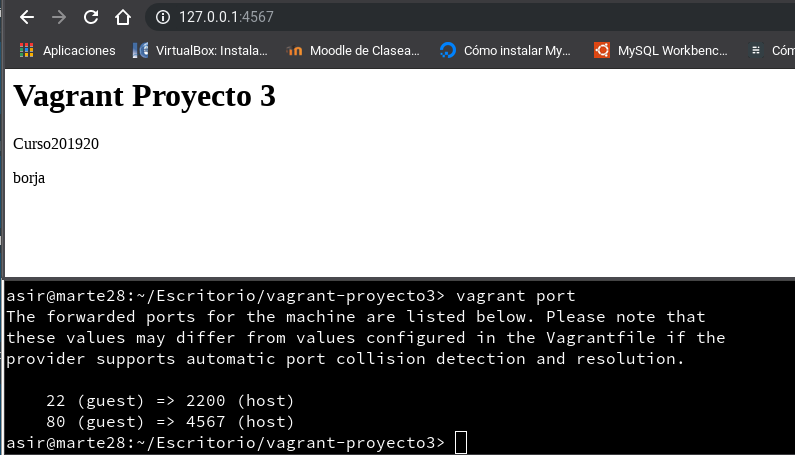 127.0.0.1:4567
Aplicaciones VirtualBox: Instala... Moodle de Clasea... Cómo instalar My... MySQL Workbenc... Cóm
Vagrant Proyecto 3
Curso201920
borja
asir@marte28:~/Escritorio/vagrant-proyecto3> vagrant port
The forwarded ports for the machine are listed below. Please note that
these values may differ from values configured in the Vagrantfile if the
provider supports automatic port collision detection and resolution.
22 (guest) => 2200 (host)
80 (guest) => 4567 (host)
asir@marte28:~/Escritorio/vagrant-proyecto3>